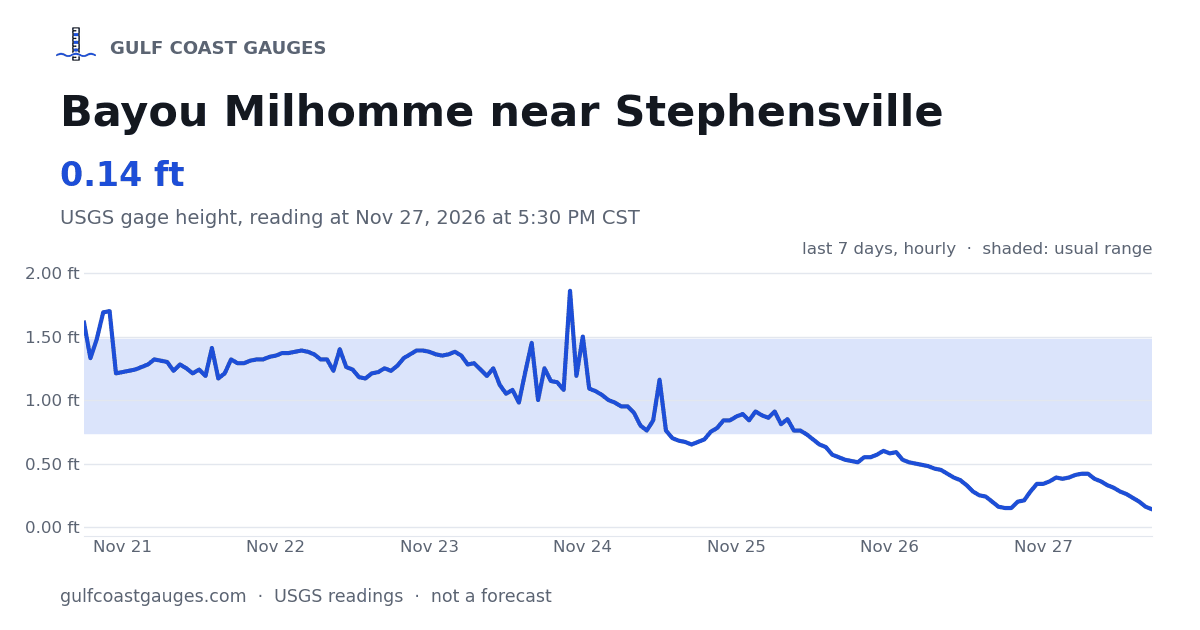 GULF COAST GAUGES
Bayou Milhomme near Stephensville
0.14 ft
USGS gage height, reading at Nov 27, 2026 at 5:30 PM CST
last 7 days, hourly · shaded: usual range
2.00 ft
1.50 ft
1.00 ft
0.50 ft
0.00 ft
Nov 21 Nov 22 Nov 23 Nov 24 Nov 25 Nov 26 Nov 27
gulfcoastgauges.com · USGS readings · not a forecast